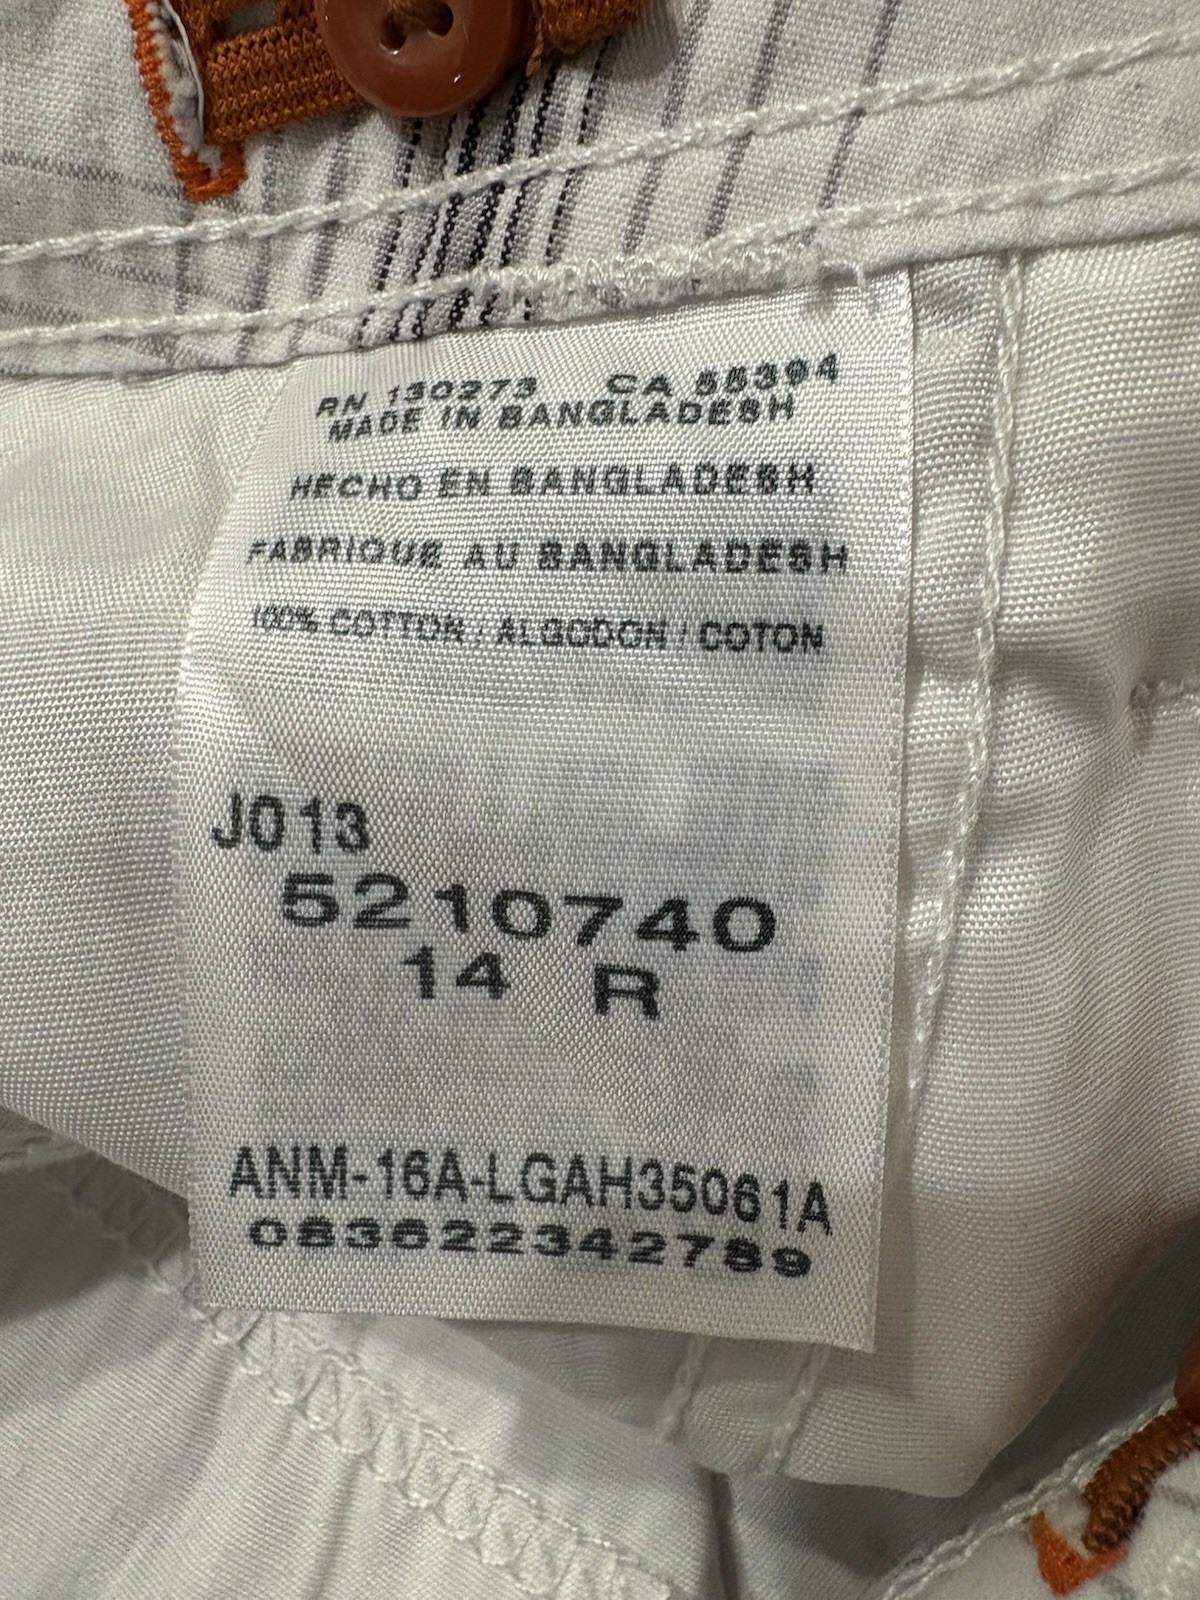 RN 130273 CA 55394
MADE IN BANGLADESH
HECHO EN BANGLADESH
FABRIQUE AU BANGLADESH
100% COTTON / ALGODON / COTON
J013
5210740
14 R
ANM-16A-LGAH35061A
083622342789